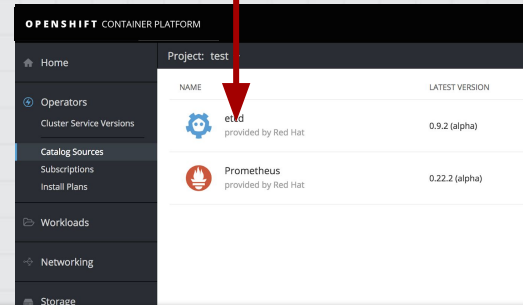 OPENSHIFT CONTAINER PLATFORM
Home
Operators
Cluster Service Versions
Catalog Sources
Subscriptions
Install Plans
Workloads
Networking
Storage
Project: test
NAME LATEST VERSION
etcd 0.9.2 (alpha)
provided by Red Hat
Prometheus 0.22.2 (alpha)
provided by Red Hat